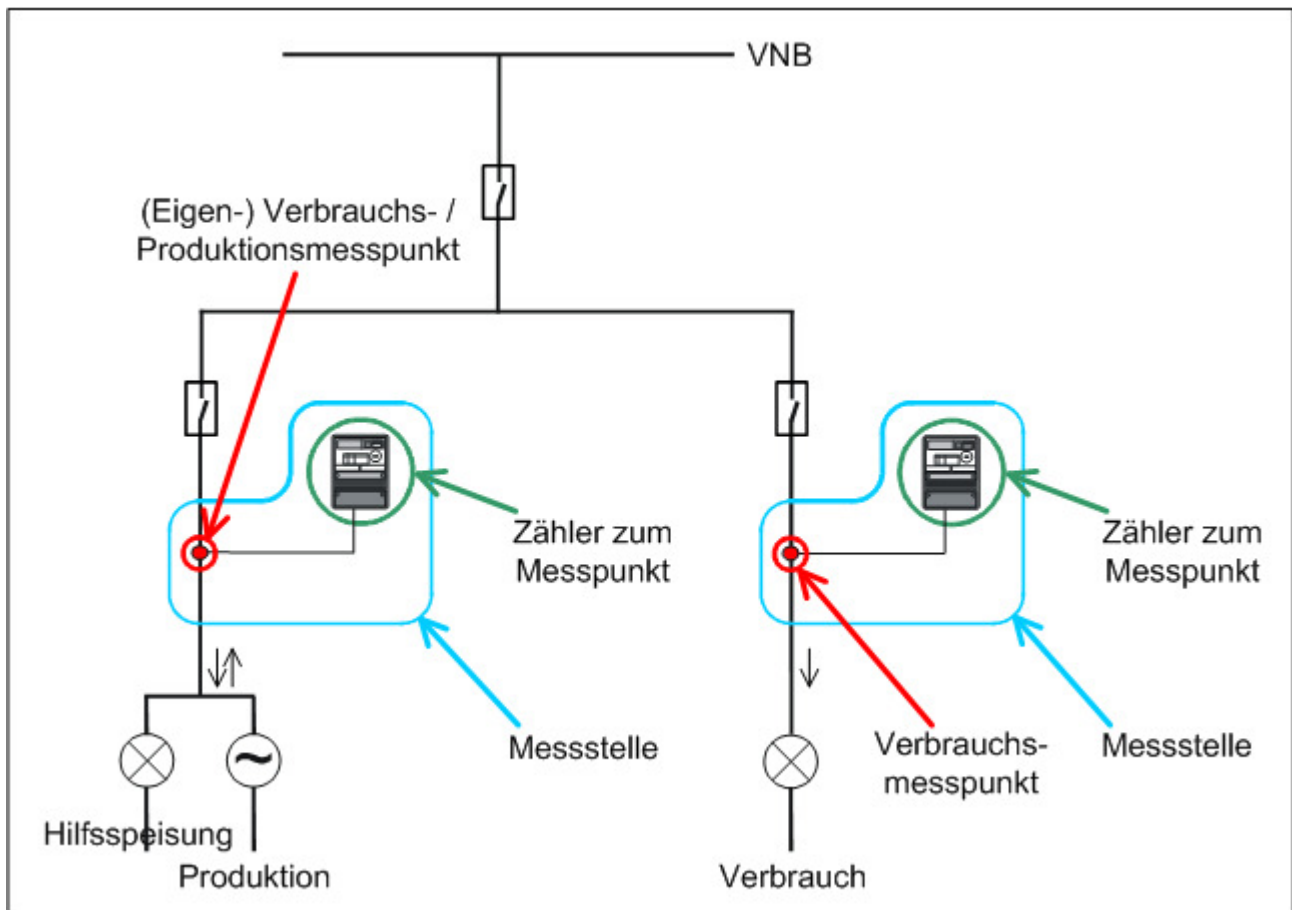 VNB
(Eigen-) Verbrauchs- /
Produktionsmesspunkt
Zähler zum
Messpunkt
Zähler zum
Messpunkt
Messstelle
Verbrauchs-
messpunkt
Messstelle
Hilfsspeisung
Produktion
Verbrauch